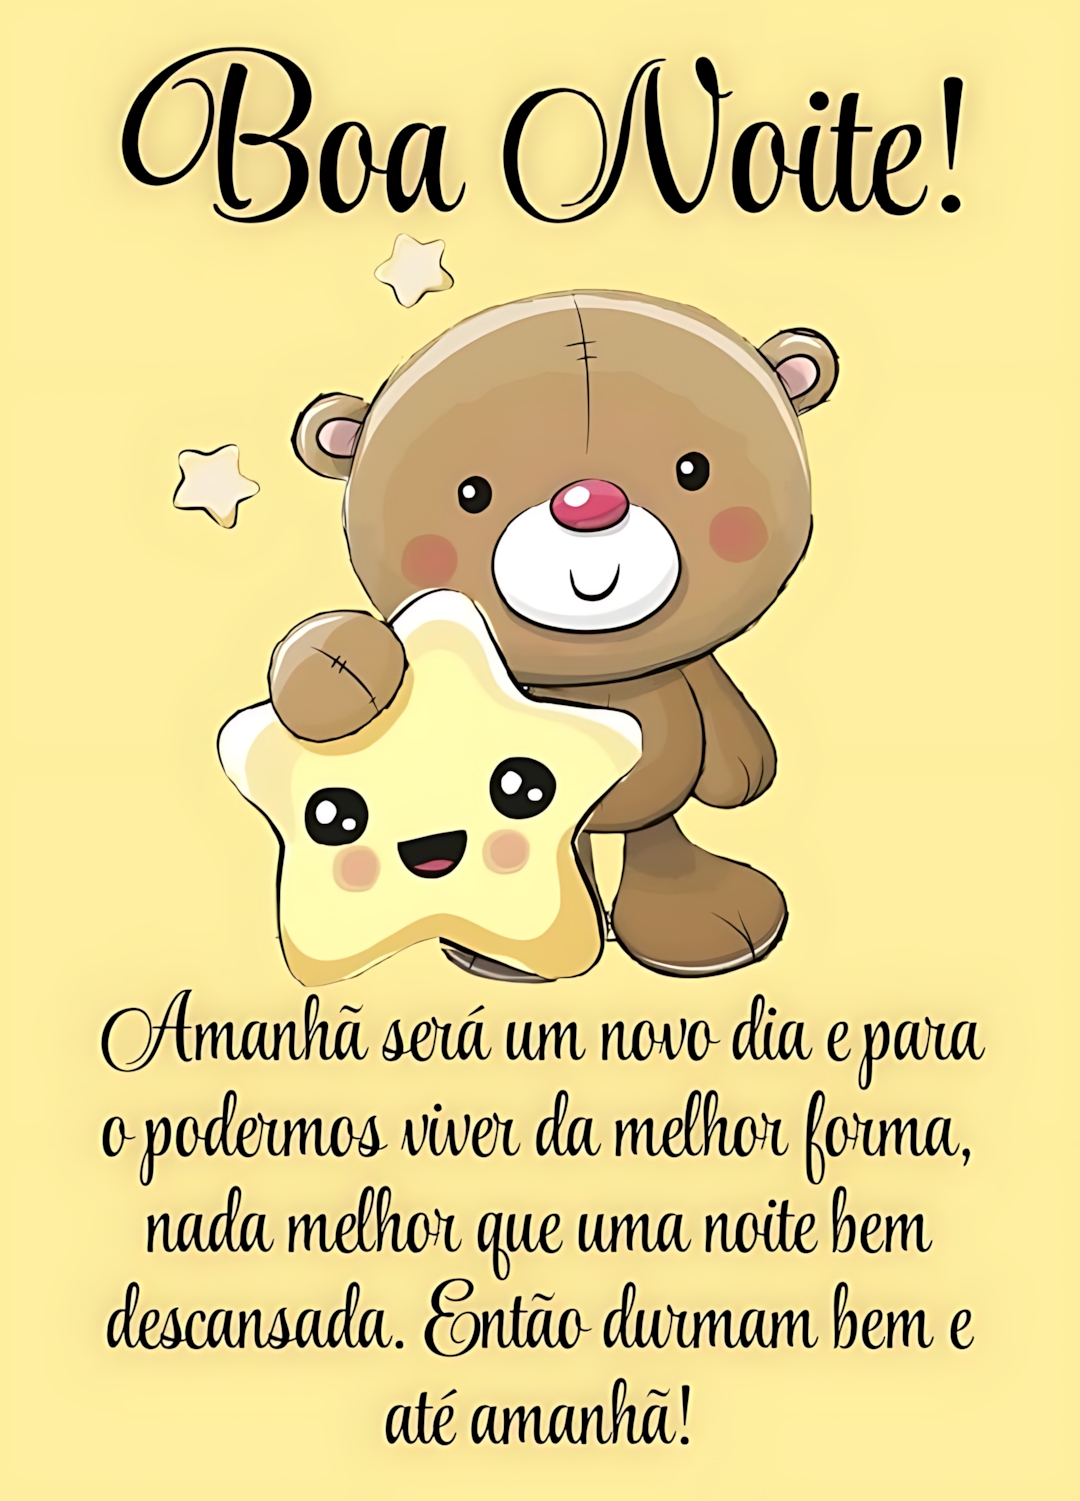 Boa Noite!
Amanhã será um novo dia e para
o podermos viver da melhor forma,
nada melhor que uma noite bem
descansada. Então durmam bem e
até amanhã!